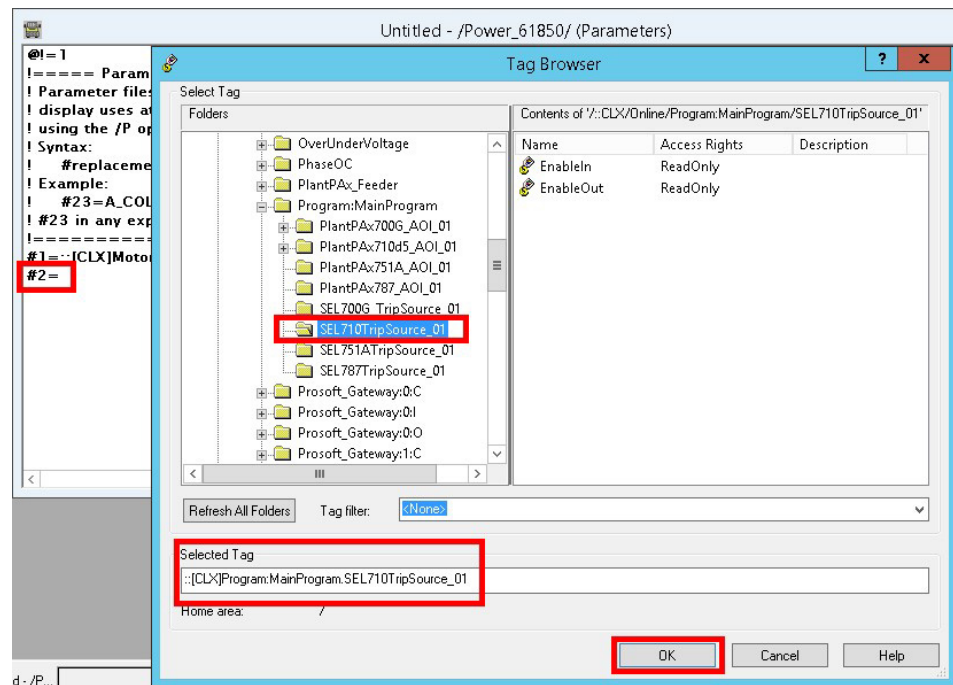 Untitled - /Power_61850/ (Parameters)
@!=1
!===== Param
! Parameter files
! display uses at
! using the /P op
! Syntax:
! #replaceme
! Example:
! #23=A_COL
! #23 in any exp
!==========
#1=::[CLX]Motor
#2=
Tag Browser
? x
Select Tag
Folders
OverUnderVoltage
PhaseOC
PlantPAx_Feeder
Program:MainProgram
PlantPAx700G_AOI_01
PlantPAx710d5_AOI_01
PlantPAx751A_AOI_01
PlantPAx787_AOI_01
SEL700G_TripSource_01
SEL710TripSource_01
SEL751ATripSource_01
SEL787TripSource_01
Prosoft_Gateway:0:C
Prosoft_Gateway:0:I
Prosoft_Gateway:0:O
Prosoft_Gateway:1:C
Contents of '/::CLX/Online/Program:MainProgram/SEL710TripSource_01'
Name Access Rights Description
EnableIn ReadOnly
EnableOut ReadOnly
Refresh All Folders Tag filter: <None>
Selected Tag
::[CLX]Program:MainProgram.SEL710TripSource_01
Home area: /
OK Cancel Help
d - /P...